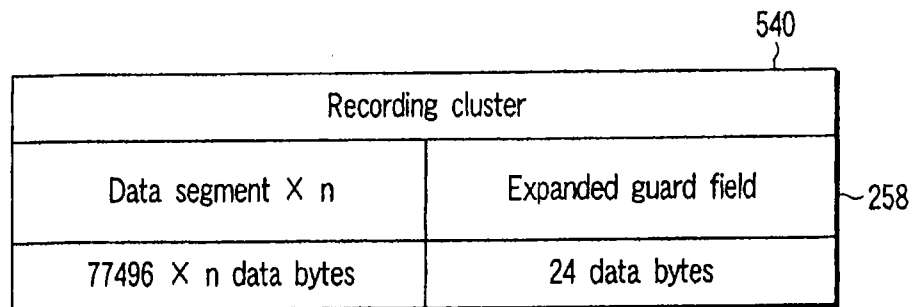 540
Recording cluster
Data segment × n
Expanded guard field
258
77496 × n data bytes
24 data bytes